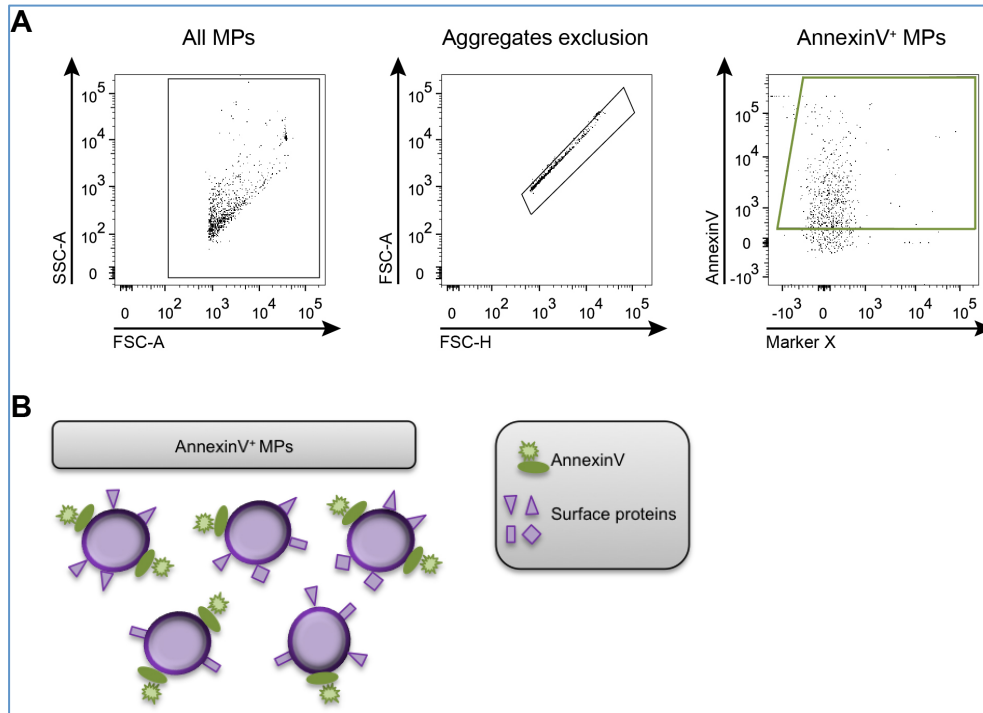 A
All MPs
Aggregates exclusion
AnnexinV⁺ MPs
SSC-A
10⁵
10⁴
10³
10²
0
0 10² 10³ 10⁴ 10⁵
FSC-A
FSC-A
10⁵
10⁴
10³
10²
0
0 10² 10³ 10⁴ 10⁵
FSC-H
AnnexinV
10⁵
10⁴
10³
0
-10³
-10³ 0 10³ 10⁴ 10⁵
Marker X
B
AnnexinV⁺ MPs
AnnexinV
Surface proteins